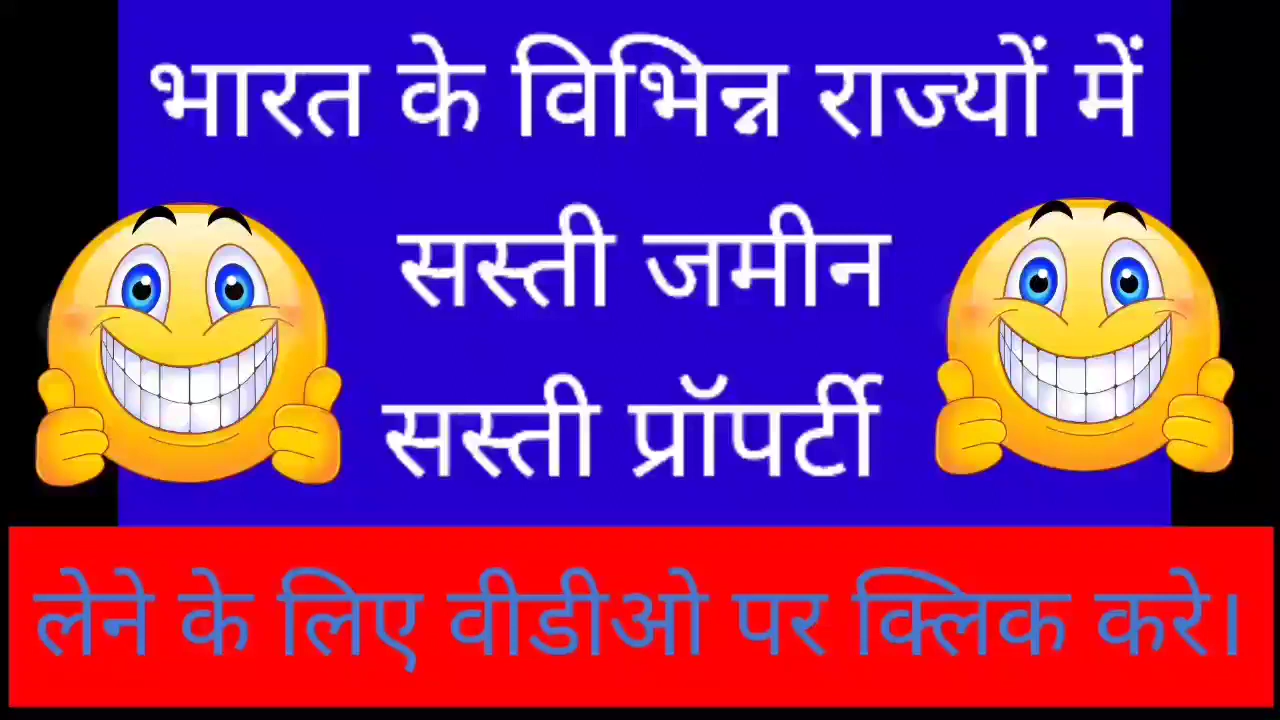 भारत के विभिन्न राज्यों में
सस्ती जमीन
सस्ती प्रॉपर्टी
लेने के लिए वीडीओ पर क्लिक करे।